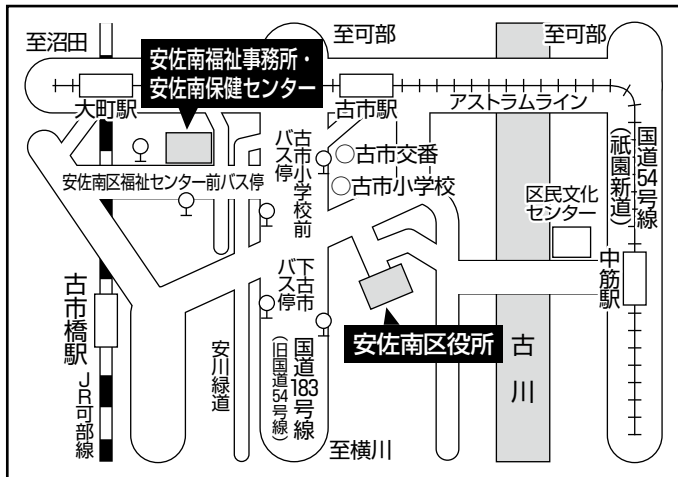 至沼田
至可部
至可部
安佐南福祉事務所・
安佐南保健センター
大町駅
古市駅
アストラムライン
国道54号線
(祇園新道)
古市小学校前
バス停
○古市交番
○古市小学校
安佐南区福祉センター前バス停
区民文化
センター
中筋駅
下古市
バス停
古市橋駅
安佐南区役所
古川
安川緑道
国道183号線
(旧国道54号線)
JR可部線
至横川